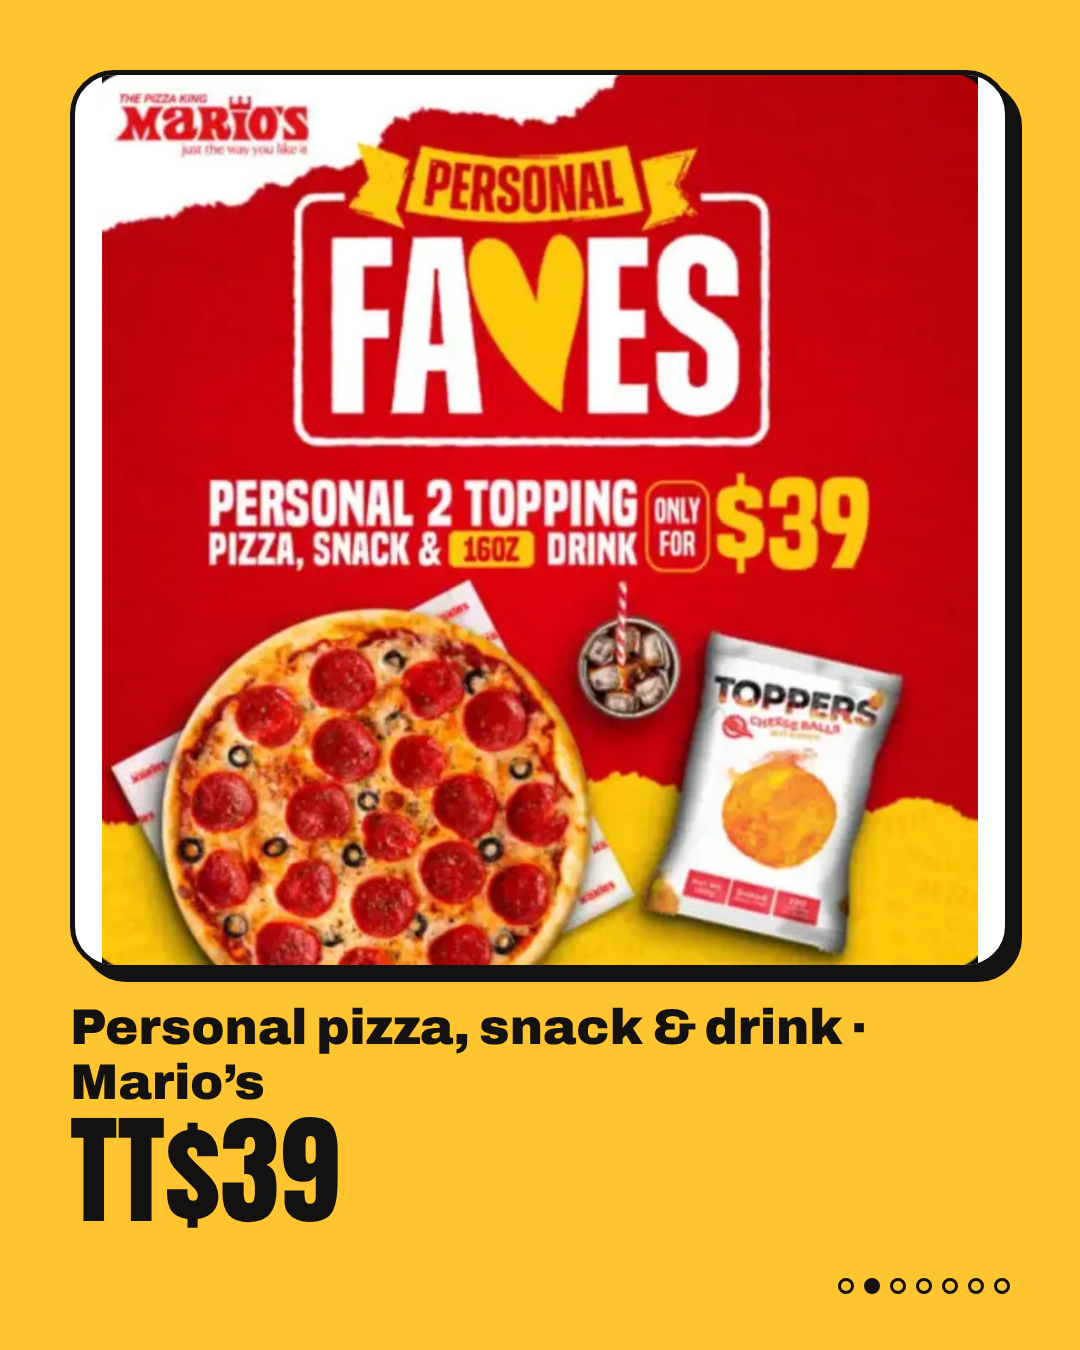 THE PIZZA KING
MARIO'S
just the way you like it
PERSONAL
FAVES
PERSONAL 2 TOPPING
PIZZA, SNACK & 16OZ DRINK
ONLY
FOR
$39
TOPPERS
CHEESE BALLS
Personal pizza, snack & drink ·
Mario’s
TT$39